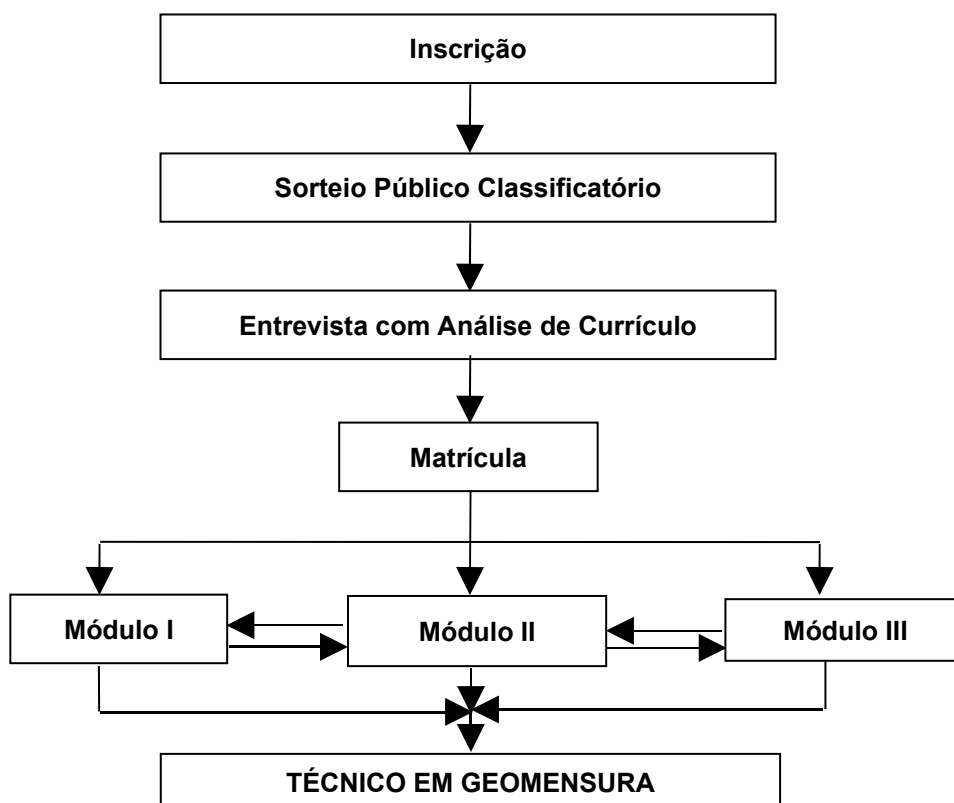 Inscrição
Sorteio Público Classificatório
Entrevista com Análise de Currículo
Matrícula
Módulo I
Módulo II
Módulo III
TÉCNICO EM GEOMENSURA